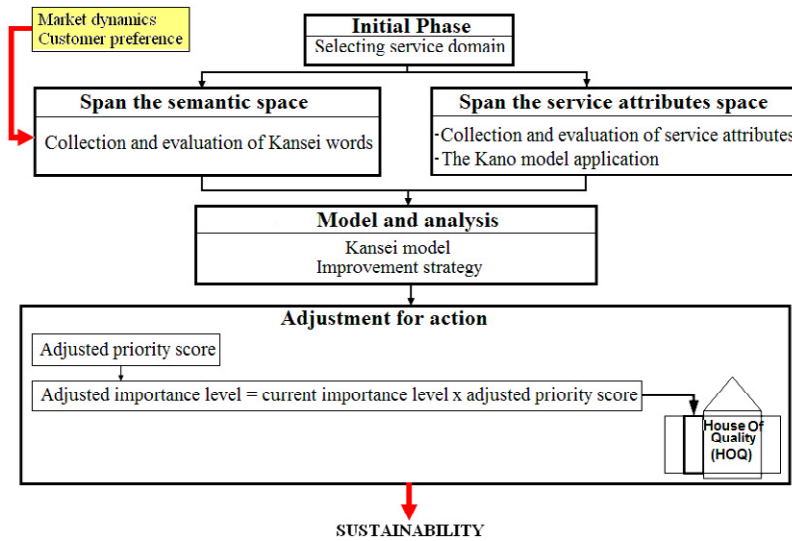 Market dynamics
Customer preference
Initial Phase
Selecting service domain
Span the semantic space
Collection and evaluation of Kansei words
Span the service attributes space
-Collection and evaluation of service attributes
-The Kano model application
Model and analysis
Kansei model
Improvement strategy
Adjustment for action
Adjusted priority score
Adjusted importance level = current importance level x adjusted priority score
House Of
Quality
(HOQ)
SUSTAINABILITY